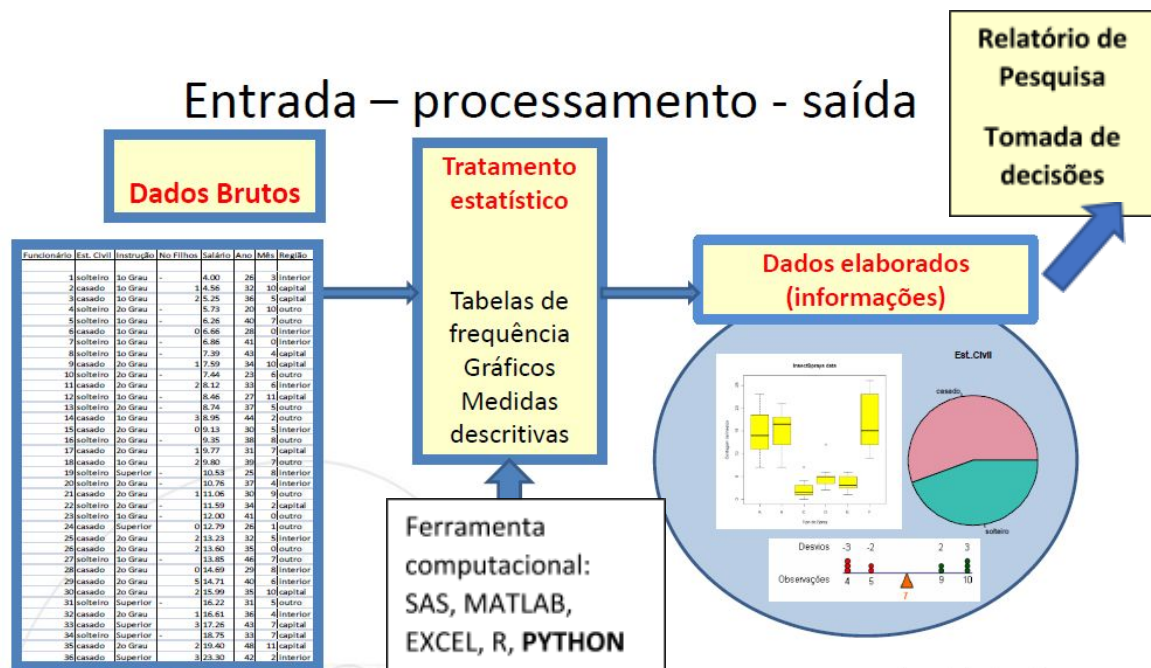 Relatório de
Pesquisa
Tomada de
decisões
Entrada – processamento - saída
Dados Brutos
Tratamento
estatístico
Tabelas de
frequência
Gráficos
Medidas
descritivas
Funcionário Est. Civil Instrução No Filhos Salário Ano Mês Região
1 solteiro 1o Grau - 4.00 26 3 interior
2 casado 1o Grau 1 4.56 32 10 capital
3 casado 1o Grau 2 5.25 36 5 capital
4 solteiro 2o Grau - 5.73 20 10 outro
5 solteiro 1o Grau - 6.26 40 7 outro
6 casado 1o Grau 0 6.66 28 0 interior
7 solteiro 1o Grau - 6.86 41 0 interior
8 solteiro 1o Grau - 7.39 43 4 capital
9 casado 2o Grau 1 7.59 34 10 capital
10 solteiro 2o Grau - 7.44 23 6 outro
11 casado 2o Grau 2 8.12 33 6 interior
12 solteiro 1o Grau - 8.46 27 11 capital
13 solteiro 2o Grau - 8.74 37 5 outro
14 casado 1o Grau 3 8.95 44 2 outro
15 casado 2o Grau 0 9.13 30 5 interior
16 solteiro 2o Grau - 9.35 38 8 outro
17 casado 2o Grau 1 9.77 31 7 capital
18 casado 1o Grau 2 9.80 39 7 outro
19 solteiro Superior - 10.53 25 8 interior
20 solteiro 2o Grau - 10.76 37 4 interior
21 casado 2o Grau 1 11.06 30 9 outro
22 solteiro 2o Grau - 11.59 34 2 capital
23 solteiro 1o Grau - 12.00 41 0 outro
24 casado Superior 0 12.79 26 1 outro
25 casado 2o Grau 2 13.23 32 5 interior
26 casado 2o Grau 2 13.60 35 0 outro
27 solteiro 1o Grau - 13.85 46 7 outro
28 casado 2o Grau 0 14.69 29 8 interior
29 casado 2o Grau 5 14.71 40 6 interior
30 casado 2o Grau 2 15.99 35 10 capital
31 solteiro Superior - 16.22 31 5 outro
32 casado 2o Grau 1 16.61 36 4 interior
33 casado Superior 3 17.26 43 7 capital
34 solteiro Superior - 18.75 33 7 capital
35 casado 2o Grau 2 19.40 48 11 capital
36 casado Superior 3 23.30 42 2 interior
Ferramenta
computacional:
SAS, MATLAB,
EXCEL, R, PYTHON
Dados elaborados
(informações)
InsectSprays data
Est.Civil
casado
solteiro
Desvios -3 -2 2 3
Observações 4 5 9 10
7